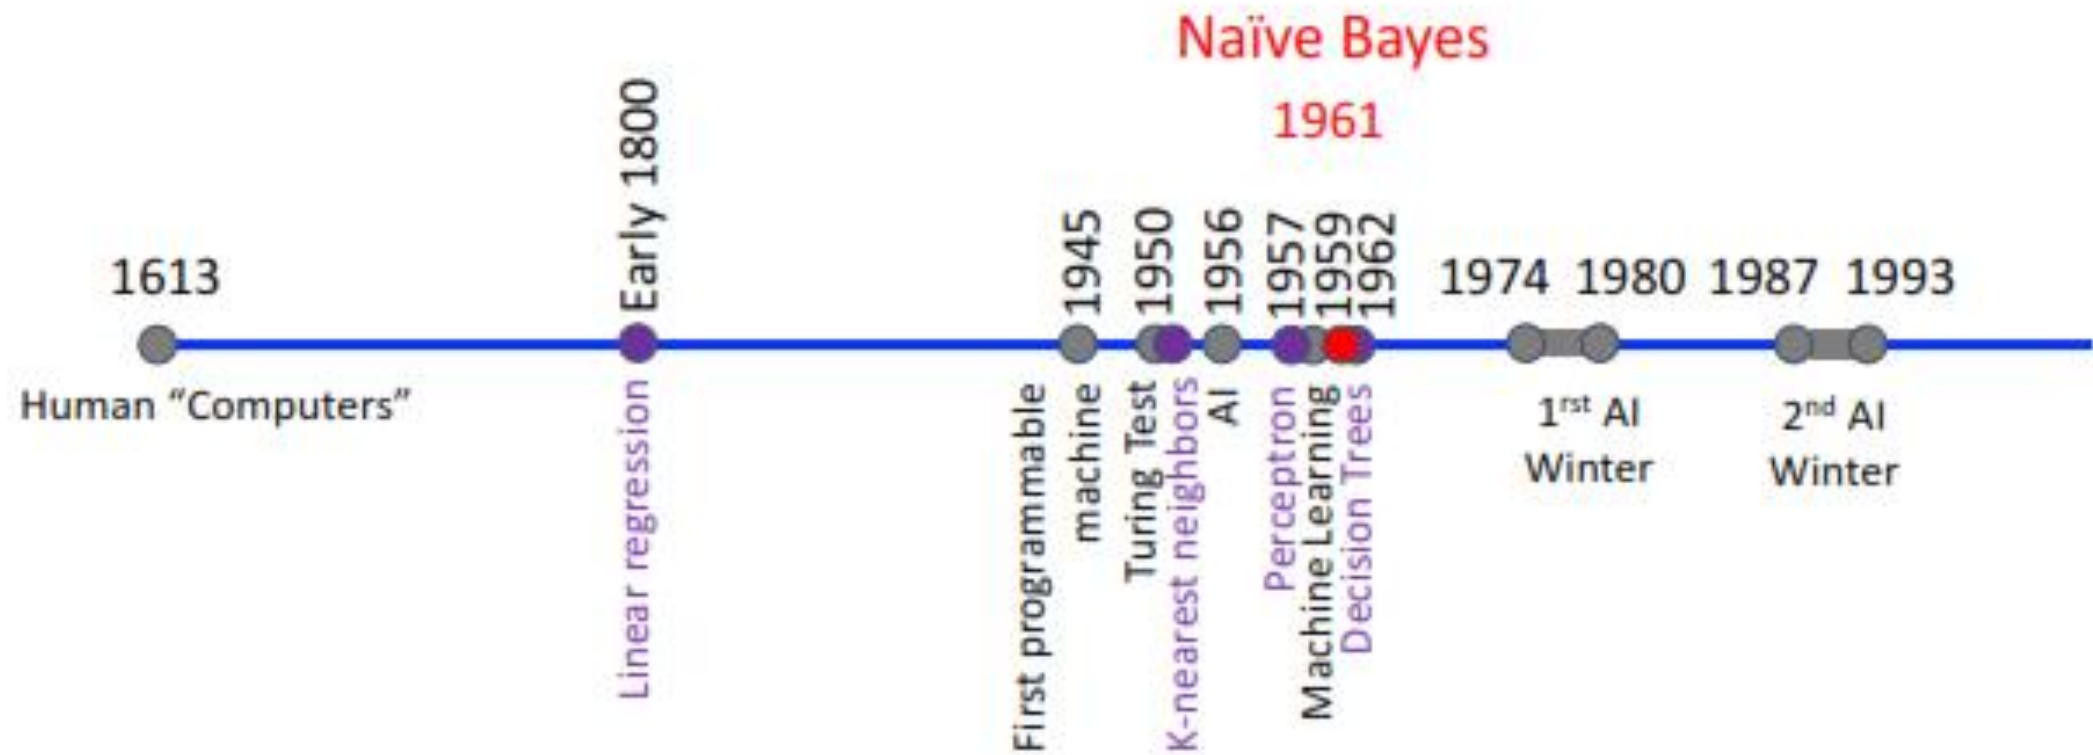 Naïve Bayes
1961
1613
Early 1800
1945
1950
1956
1957
1959
1962
1974
1980
1987
1993
Human “Computers”
Linear regression
First programmable
machine
Turing Test
K-nearest neighbors
AI
Perceptron
Machine Learning
Decision Trees
1rst AI
Winter
2nd AI
Winter